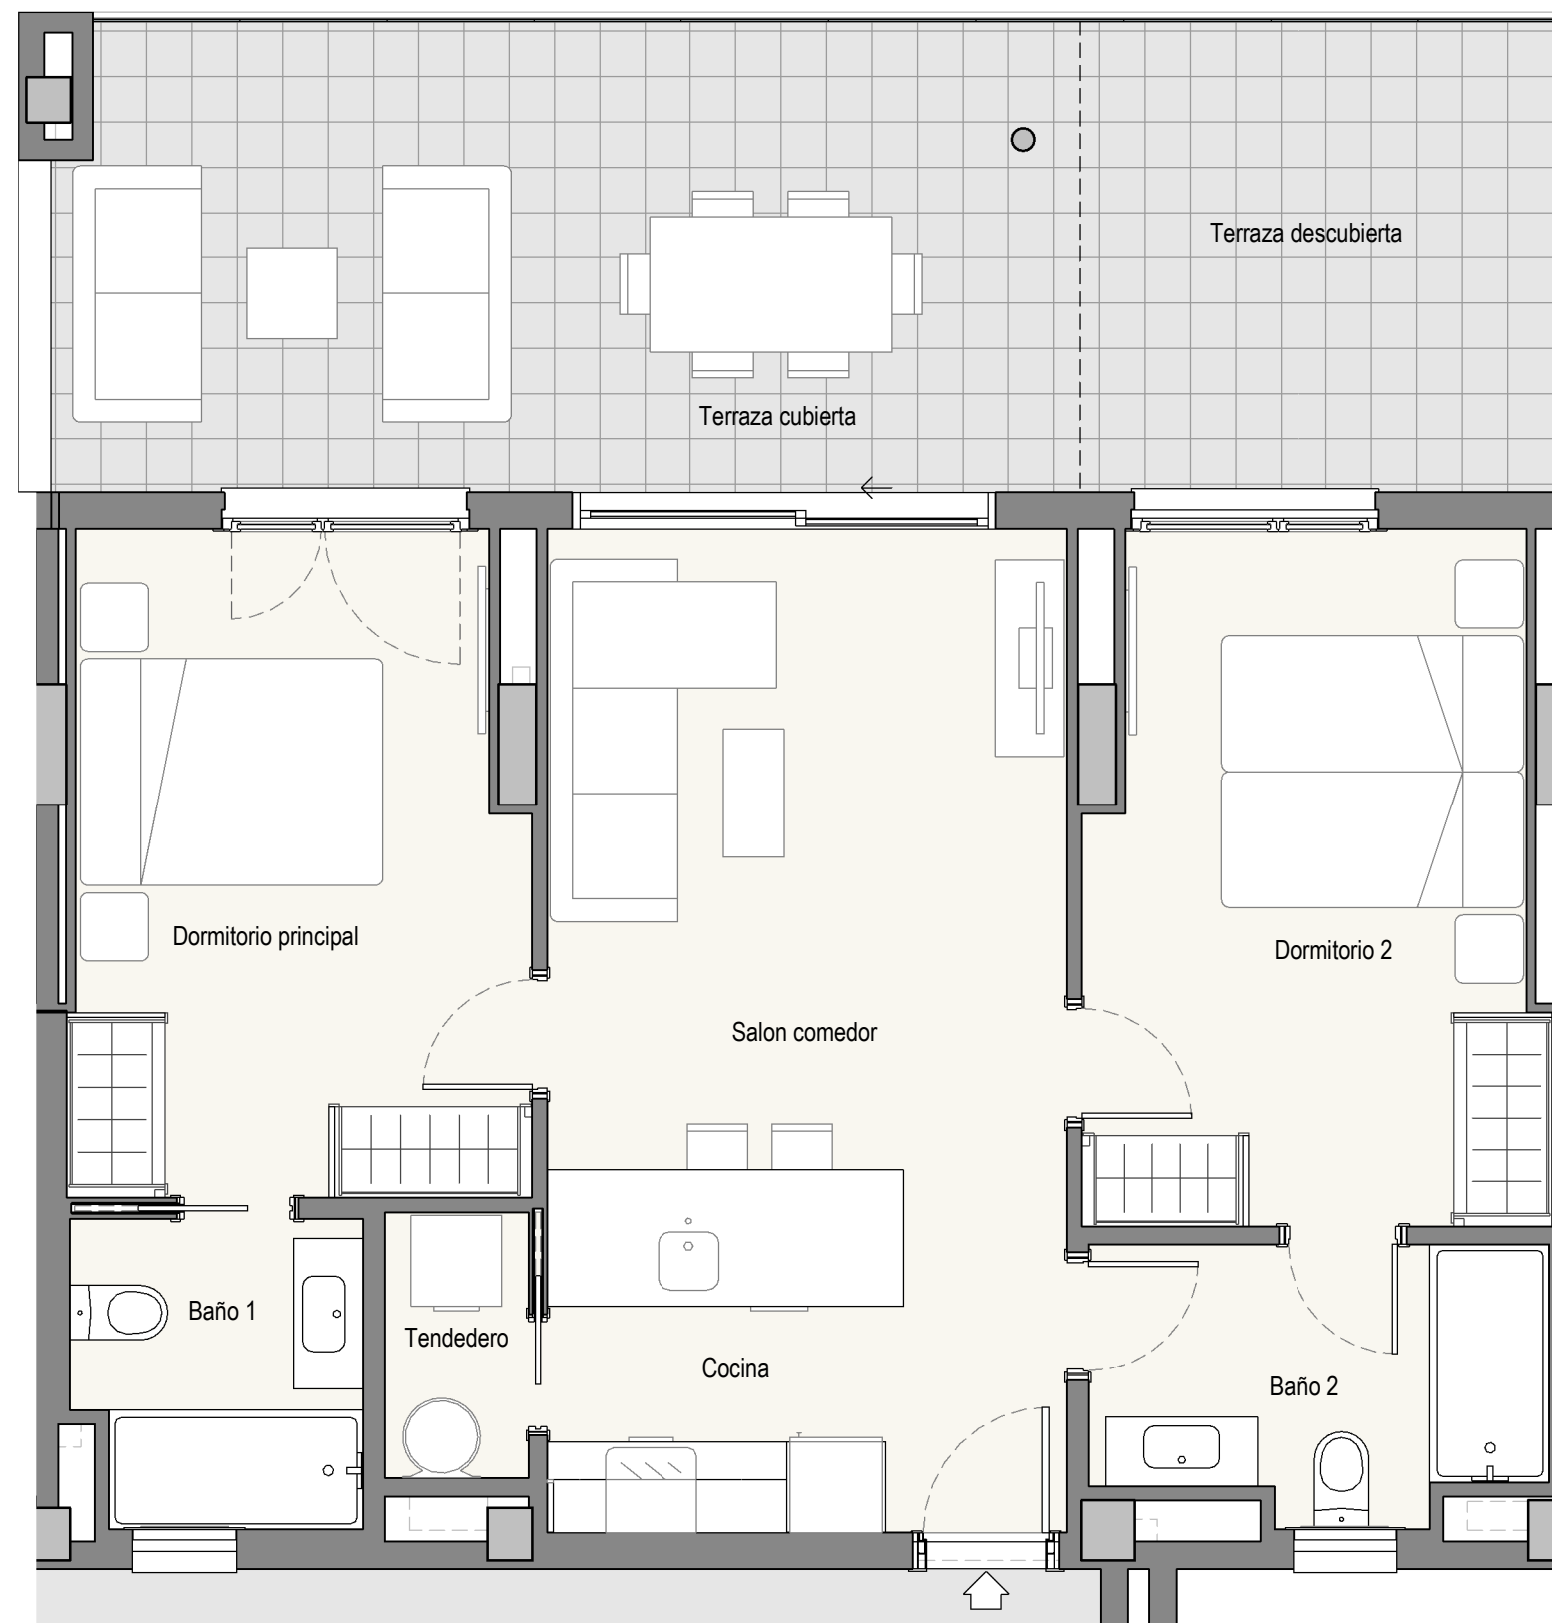 Terraza descubierta
Terraza cubierta
Dormitorio principal
Dormitorio 2
Salon comedor
Baño 1
Tendedero
Cocina
Baño 2